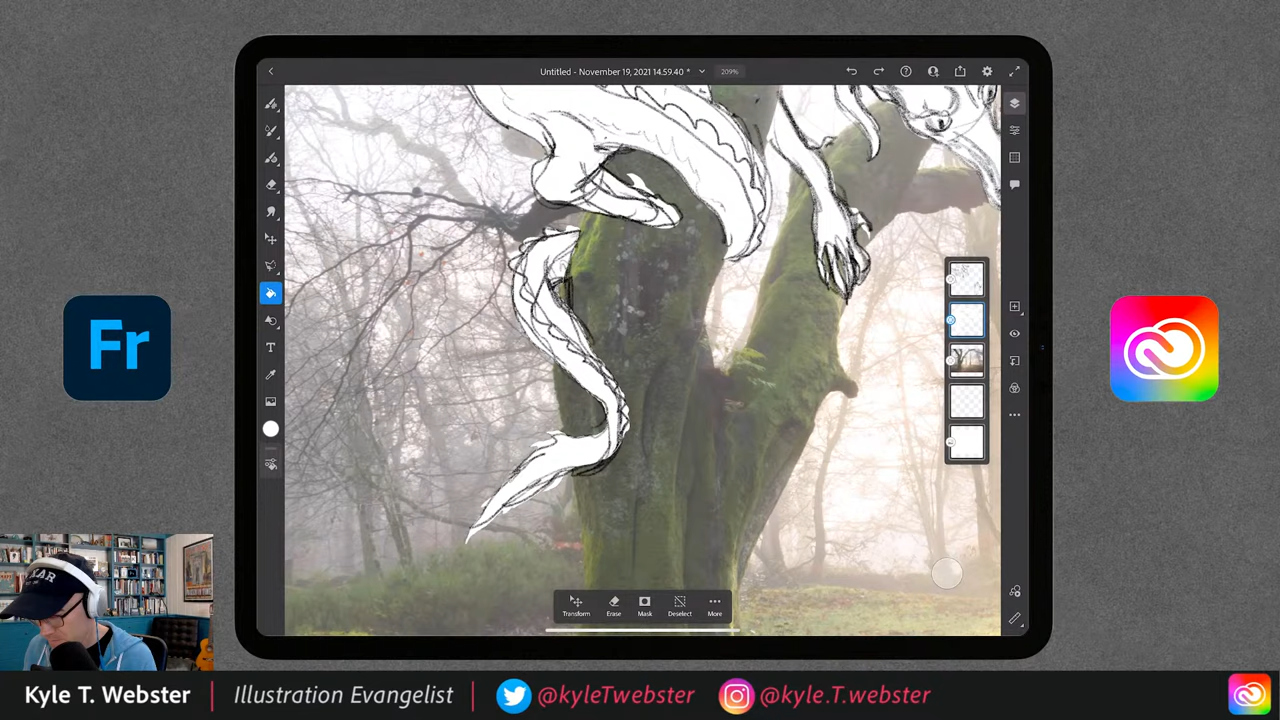 Untitled - November 19, 2021 14.59.40 *
209%
T
Fr
Transform
Erase
Mask
Deselect
More
Kyle T. Webster
Illustration Evangelist
@kyleTwebster
@kyle.T.webster